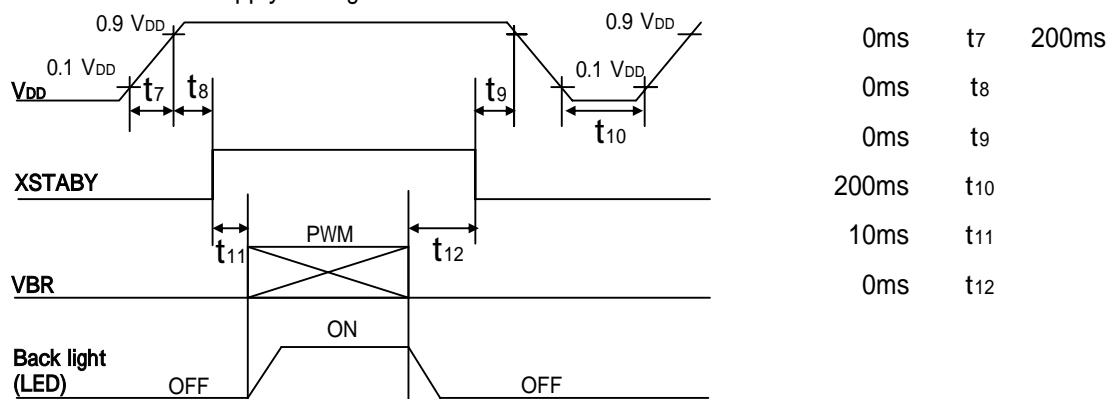 0.9 VDD
0.9 VDD
0ms t7 200ms
0.1 VDD
0.1 VDD
VDD
t7
t8
t9
0ms t8
t10
0ms t9
XSTABY
200ms t10
PWM
t11
t12
10ms t11
VBR
0ms t12
ON
Back light
(LED)
OFF
OFF